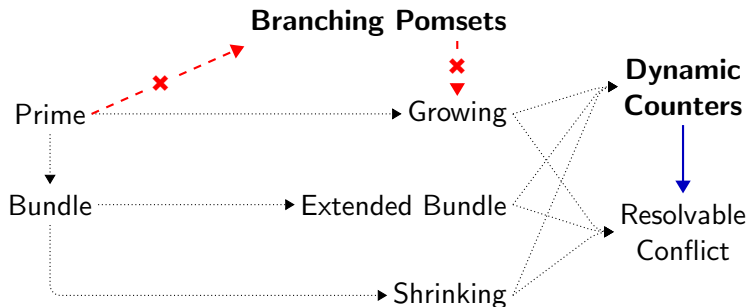 Branching Pomsets
Dynamic
Counters
Prime
Growing
Bundle
Extended Bundle
Resolvable
Conflict
Shrinking